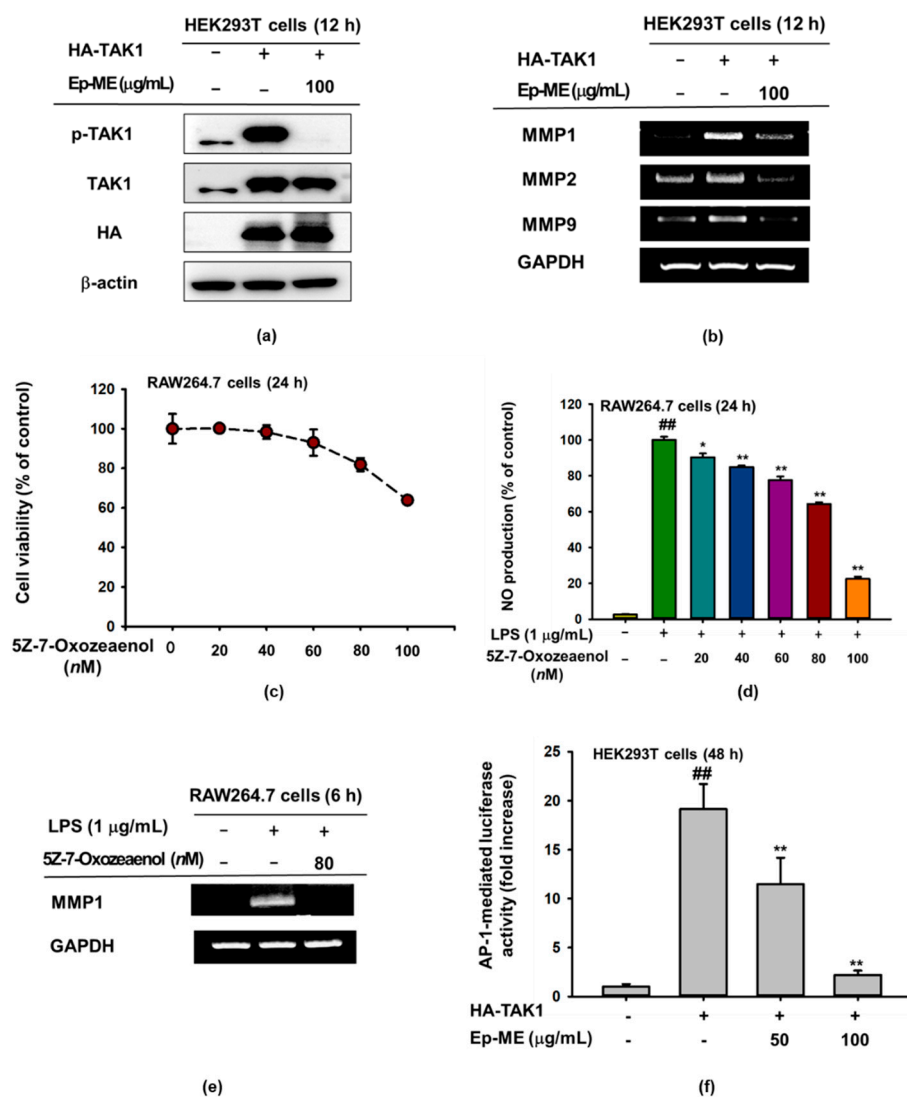 HEK293T cells (12 h)
HA-TAK1 – + +
Ep-ME (μg/mL) – – 100
p-TAK1
TAK1
HA
β-actin
(a)
HEK293T cells (12 h)
HA-TAK1 – + +
Ep-ME (μg/mL) – – 100
MMP1
MMP2
MMP9
GAPDH
(b)
RAW264.7 cells (24 h)
Cell viability (% of control)
120
100
80
60
40
20
0
5Z-7-Oxozeaenol 0 20 40 60 80 100
(nM)
(c)
RAW264.7 cells (24 h)
NO production (% of control)
120
100
80
60
40
20
0
## * ** ** ** **
LPS (1 μg/mL) – + + + + + +
5Z-7-Oxozeaenol – – 20 40 60 80 100
(nM)
(d)
RAW264.7 cells (6 h)
LPS (1 μg/mL) – + +
5Z-7-Oxozeaenol (nM) – – 80
MMP1
GAPDH
(e)
HEK293T cells (48 h)
AP-1-mediated luciferase
activity (fold increase)
25
20
15
10
5
0
## ** **
HA-TAK1 - + + +
Ep-ME (μg/mL) - - 50 100
(f)